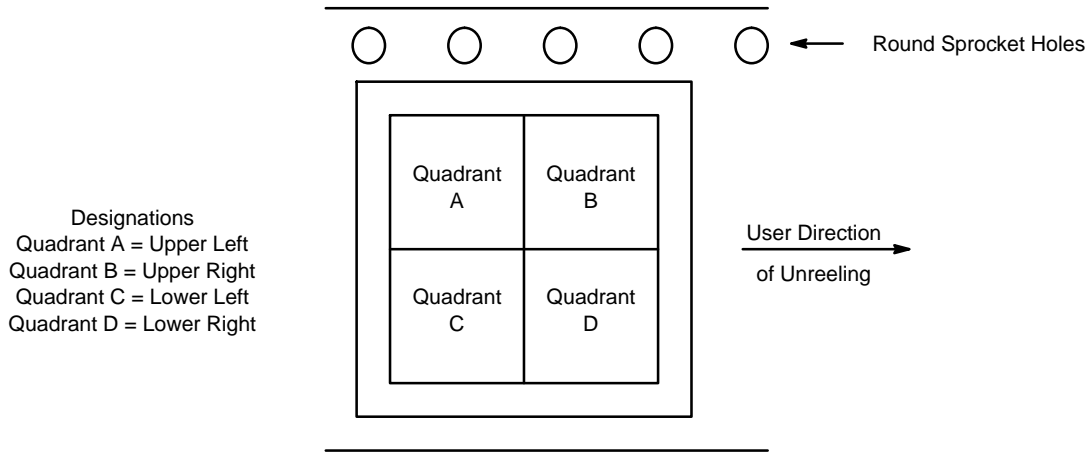 Round Sprocket Holes
Quadrant
A
Quadrant
B
Designations
Quadrant A = Upper Left
Quadrant B = Upper Right
Quadrant C = Lower Left
Quadrant D = Lower Right
Quadrant
C
Quadrant
D
User Direction
of Unreeling